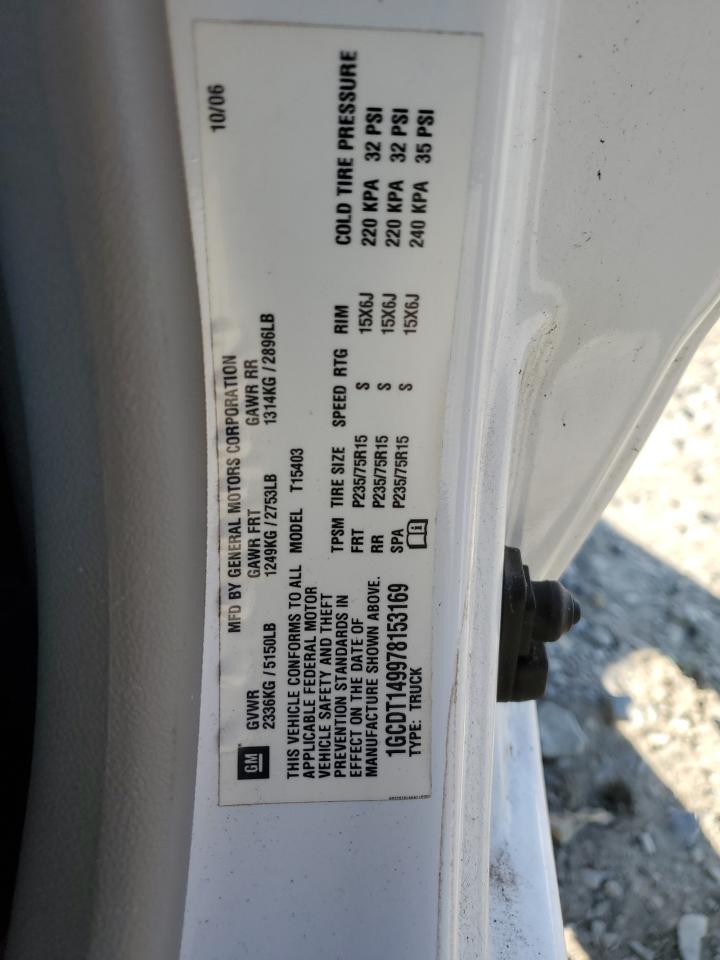 10/06
MFD BY GENERAL MOTORS CORPORATION
GM
GVWR GAWR FRT GAWR RR
2336KG / 5150LB 1249KG / 2753LB 1314KG / 2896LB
THIS VEHICLE CONFORMS TO ALL
APPLICABLE FEDERAL MOTOR
VEHICLE SAFETY AND THEFT
PREVENTION STANDARDS IN
EFFECT ON THE DATE OF
MANUFACTURE SHOWN ABOVE.
1GCDT149978153169
TYPE: TRUCK
MODEL T15403
TPSM TIRE SIZE SPEED RTG RIM COLD TIRE PRESSURE
FRT P235/75R15 S 15X6J 220 KPA 32 PSI
RR P235/75R15 S 15X6J 220 KPA 32 PSI
SPA P235/75R15 S 15X6J 240 KPA 35 PSI